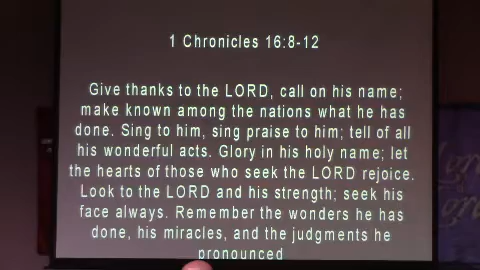 1 Chronicles 16:8-12
Give thanks to the LORD, call on his name;
make known among the nations what he has
done. Sing to him, sing praise to him; tell of all
his wonderful acts. Glory in his holy name; let
the hearts of those who seek the LORD rejoice.
Look to the LORD and his strength; seek his
face always. Remember the wonders he has
done, his miracles, and the judgments he
pronounced
Lord
Lord